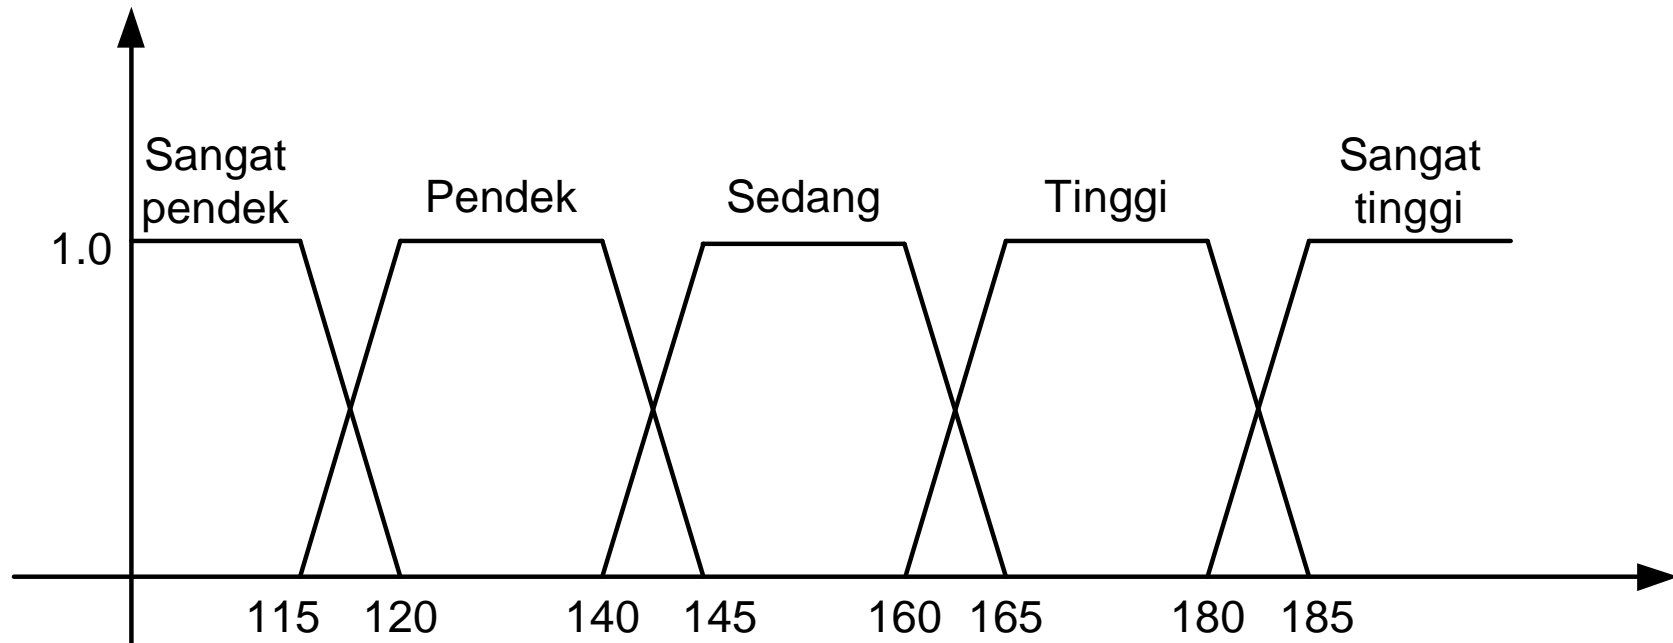 Sangat
pendek
Pendek
Sedang
Tinggi
Sangat
tinggi
1.0
115 120 140 145 160 165 180 185